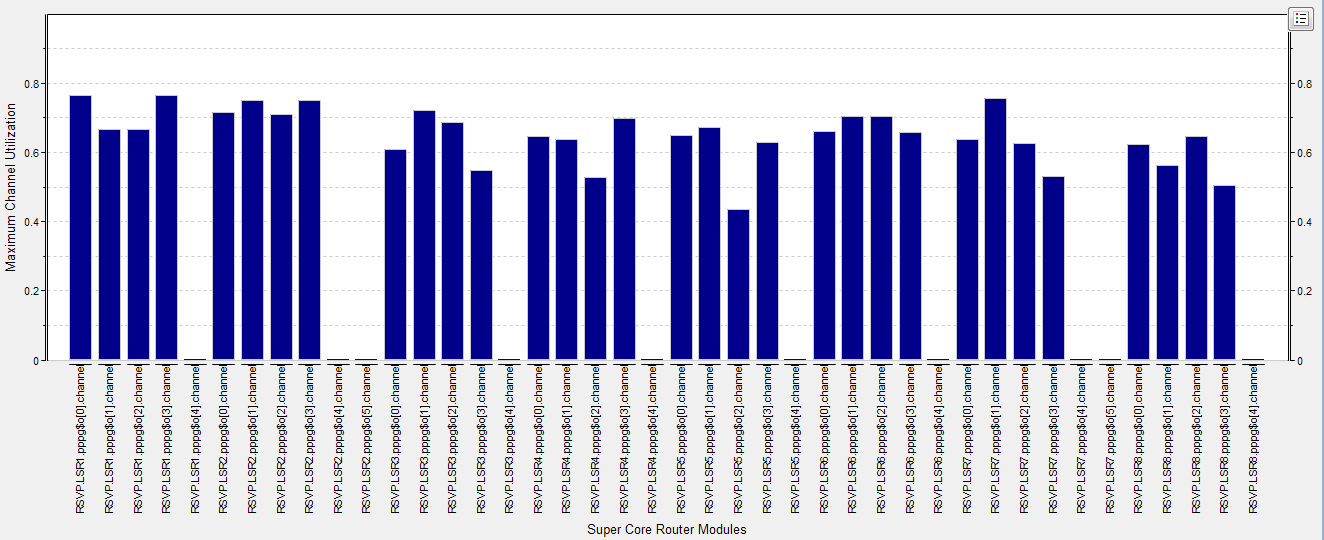 Maximum Channel Utilization
0.8
0.6
0.4
0.2
0
0.8
0.6
0.4
0.2
0
RSVP.LSR1.pppg$o[0].channel
RSVP.LSR1.pppg$o[1].channel
RSVP.LSR1.pppg$o[2].channel
RSVP.LSR1.pppg$o[3].channel
RSVP.LSR1.pppg$o[4].channel
RSVP.LSR2.pppg$o[0].channel
RSVP.LSR2.pppg$o[1].channel
RSVP.LSR2.pppg$o[2].channel
RSVP.LSR2.pppg$o[3].channel
RSVP.LSR2.pppg$o[4].channel
RSVP.LSR2.pppg$o[5].channel
RSVP.LSR3.pppg$o[0].channel
RSVP.LSR3.pppg$o[1].channel
RSVP.LSR3.pppg$o[2].channel
RSVP.LSR3.pppg$o[3].channel
RSVP.LSR3.pppg$o[4].channel
RSVP.LSR4.pppg$o[0].channel
RSVP.LSR4.pppg$o[1].channel
RSVP.LSR4.pppg$o[2].channel
RSVP.LSR4.pppg$o[3].channel
RSVP.LSR4.pppg$o[4].channel
RSVP.LSR5.pppg$o[0].channel
RSVP.LSR5.pppg$o[1].channel
RSVP.LSR5.pppg$o[2].channel
RSVP.LSR5.pppg$o[3].channel
RSVP.LSR5.pppg$o[4].channel
RSVP.LSR6.pppg$o[0].channel
RSVP.LSR6.pppg$o[1].channel
RSVP.LSR6.pppg$o[2].channel
RSVP.LSR6.pppg$o[3].channel
RSVP.LSR6.pppg$o[4].channel
RSVP.LSR7.pppg$o[0].channel
RSVP.LSR7.pppg$o[1].channel
RSVP.LSR7.pppg$o[2].channel
RSVP.LSR7.pppg$o[3].channel
RSVP.LSR7.pppg$o[4].channel
RSVP.LSR7.pppg$o[5].channel
RSVP.LSR8.pppg$o[0].channel
RSVP.LSR8.pppg$o[1].channel
RSVP.LSR8.pppg$o[2].channel
RSVP.LSR8.pppg$o[3].channel
RSVP.LSR8.pppg$o[4].channel
Super Core Router Modules